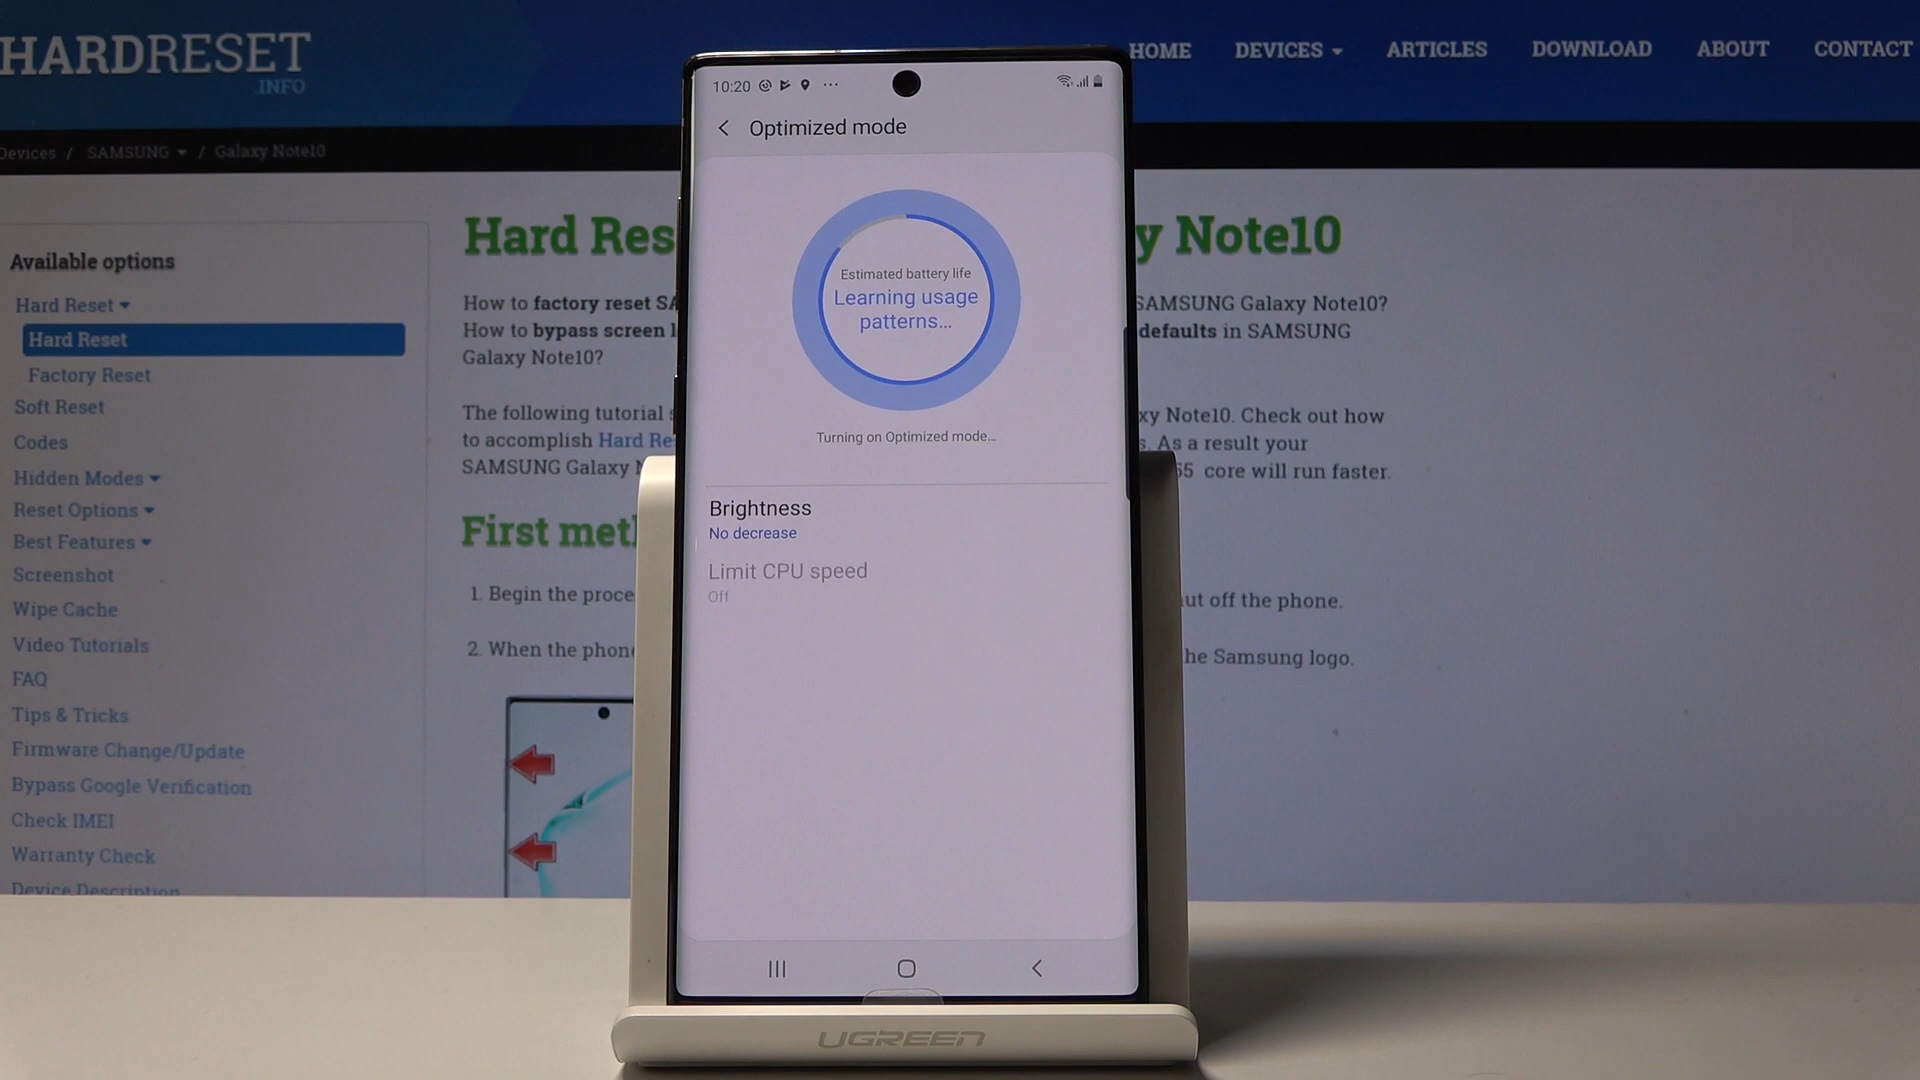 HARDRESET
.INFO
HOME DEVICES ARTICLES DOWNLOAD ABOUT CONTACT
Devices / SAMSUNG / Galaxy Note10
Available options
Hard Reset
Hard Reset
Factory Reset
Soft Reset
Codes
Hidden Modes
Reset Options
Best Features
Screenshot
Wipe Cache
Video Tutorials
FAQ
Tips & Tricks
Firmware Change/Update
Bypass Google Verification
Check IMEI
Warranty Check
Device Description
Hard Res
y Note10
How to factory reset SA
SAMSUNG Galaxy Note10?
How to bypass screen l
defaults in SAMSUNG
Galaxy Note10?
The following tutorial s
xy Note10. Check out how
to accomplish Hard Re
s. As a result your
SAMSUNG Galaxy N
55 core will run faster.
First met
1. Begin the proce
ut off the phone.
2. When the phone
he Samsung logo.
10:20
Optimized mode
Estimated battery life
Learning usage
patterns...
Turning on Optimized mode...
Brightness
No decrease
Limit CPU speed
Off
UGREEN